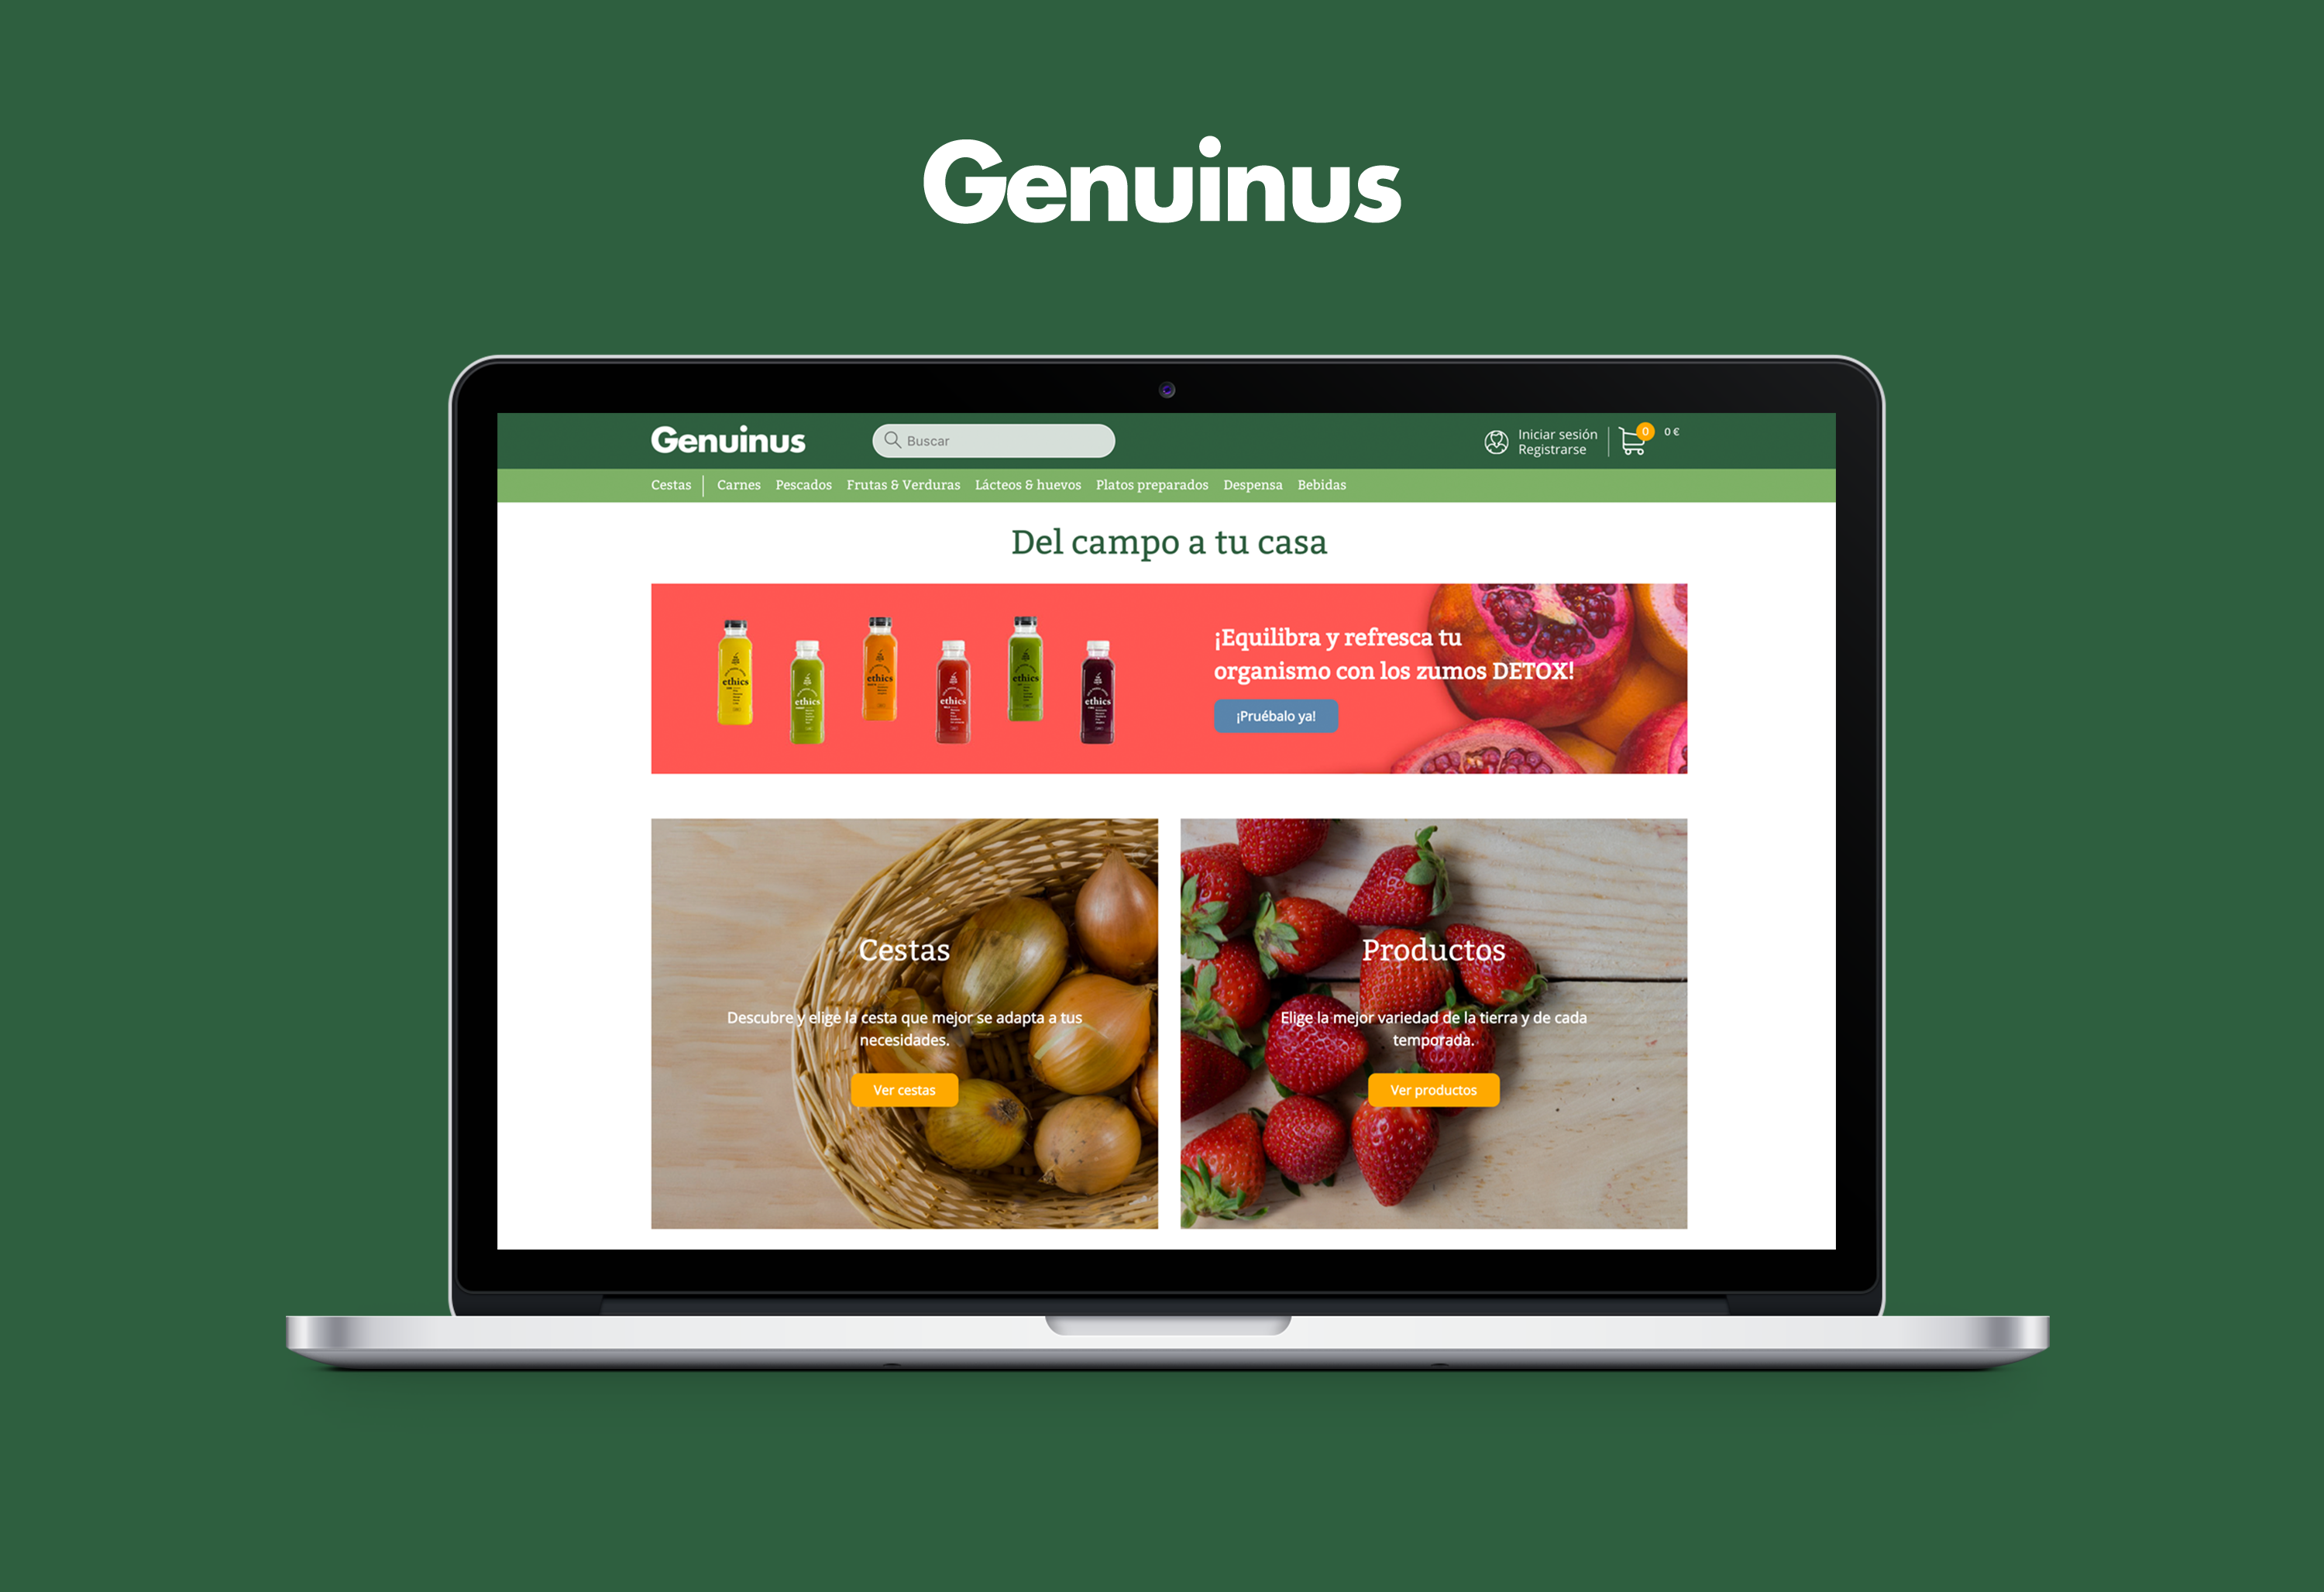 Genuinus
Genuinus
Buscar
Iniciar sesión
Registrarse
0
0 €
Cestas
Carnes
Pescados
Frutas & Verduras
Lácteos & huevos
Platos preparados
Despensa
Bebidas
Del campo a tu casa
ethics
ethics
ethics
ethics
ethics
ethics
¡Equilibra y refresca tu
organismo con los zumos DETOX!
¡Pruébalo ya!
Cestas
Descubre y elige la cesta que mejor se adapta a tus
necesidades.
Ver cestas
Productos
Elige la mejor variedad de la tierra y de cada
temporada.
Ver productos